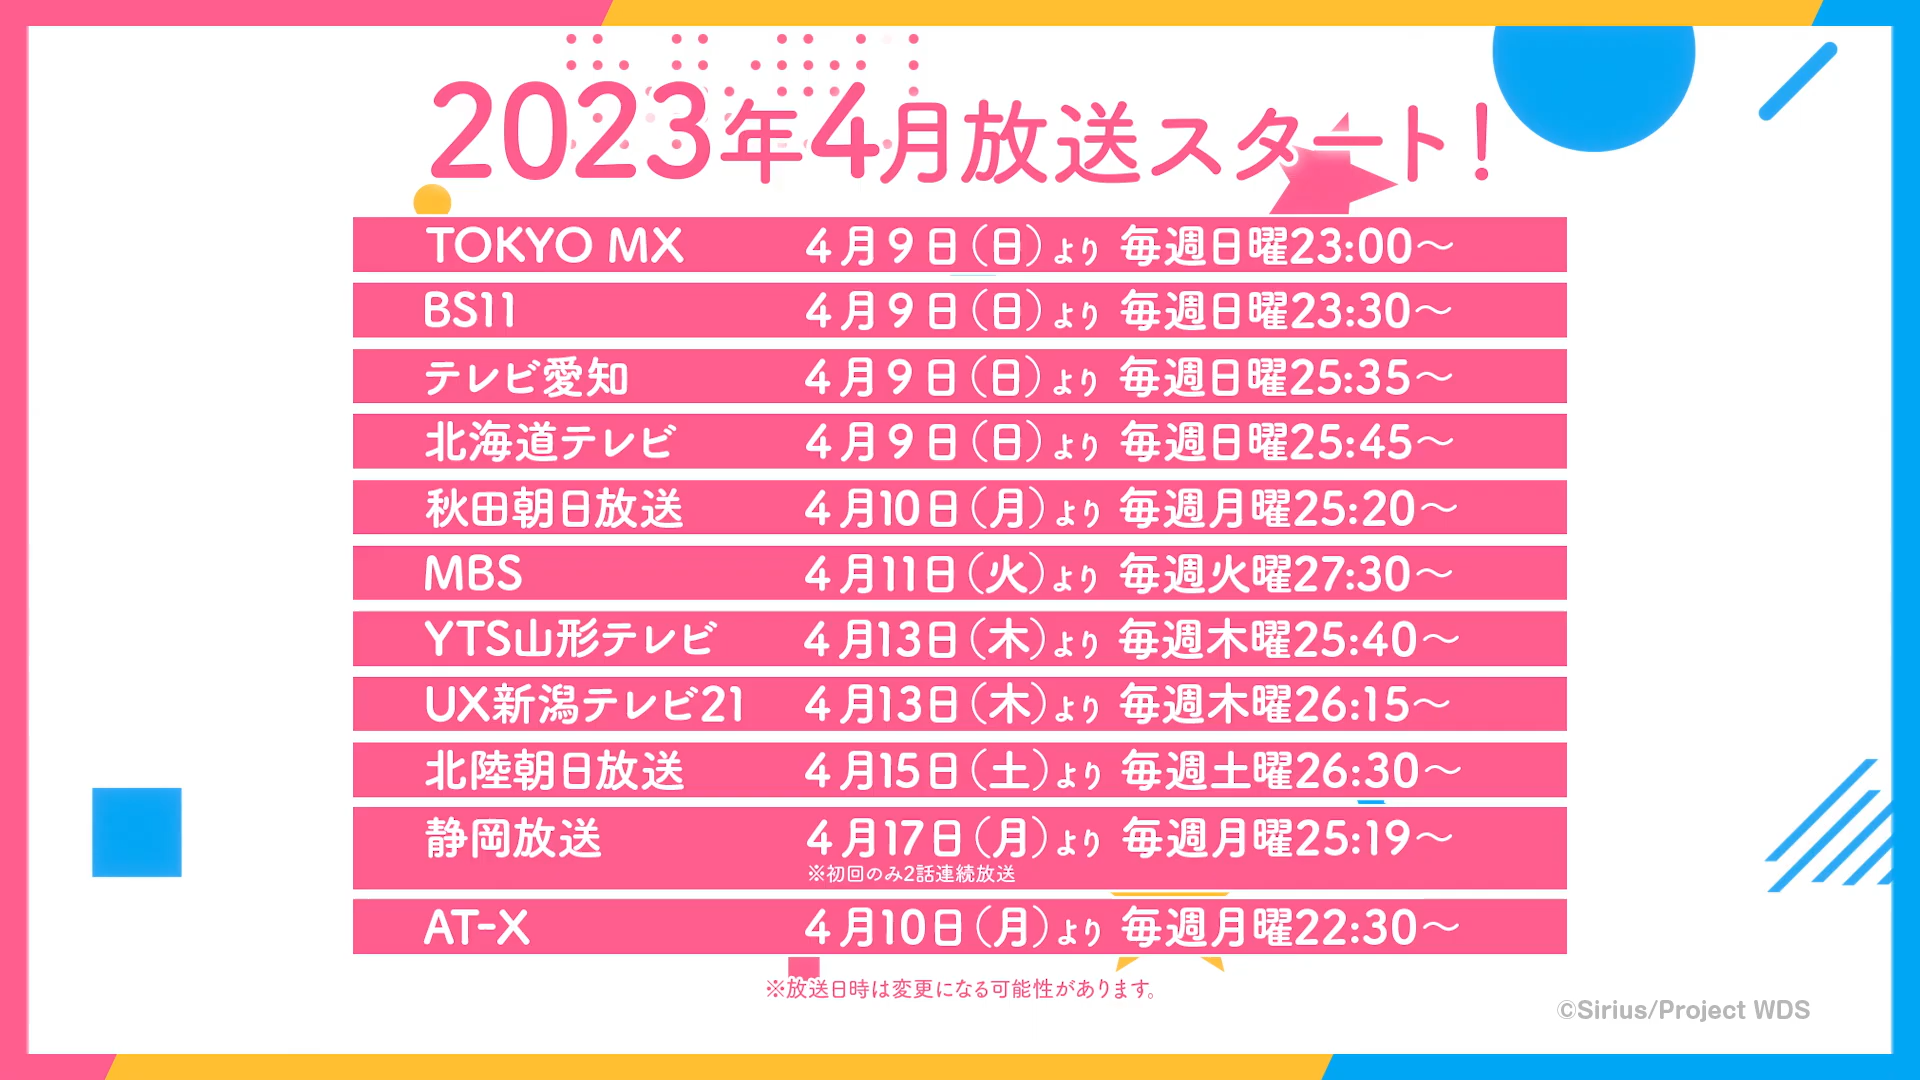 2023年4月放送スタート!
TOKYO MX 4月9日(日)より 毎週日曜23:00〜
BS11 4月9日(日)より 毎週日曜23:30〜
テレビ愛知 4月9日(日)より 毎週日曜25:35〜
北海道テレビ 4月9日(日)より 毎週日曜25:45〜
秋田朝日放送 4月10日(月)より 毎週月曜25:20〜
MBS 4月11日(火)より 毎週火曜27:30〜
YTS山形テレビ 4月13日(木)より 毎週木曜25:40〜
UX新潟テレビ21 4月13日(木)より 毎週木曜26:15〜
北陸朝日放送 4月15日(土)より 毎週土曜26:30〜
静岡放送 4月17日(月)より 毎週月曜25:19〜
※初回のみ2話連続放送
AT-X 4月10日(月)より 毎週月曜22:30〜
※放送日時は変更になる可能性があります。
©Sirius/Project WDS